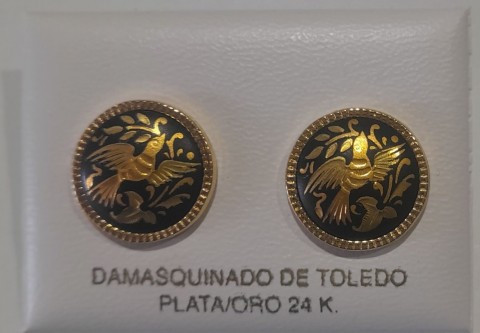 DAMASQUINADO DE TOLEDO
PLATA/ORO 24 K.